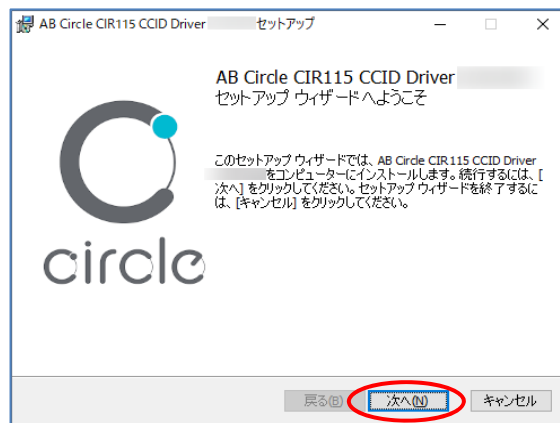 AB Circle CIR115 CCID Driver セットアップ
AB Circle CIR115 CCID Driver
セットアップ ウィザードへようこそ
このセットアップ ウィザードでは、AB Circle CIR115 CCID Driver
をコンピューターにインストールします。続行するには、[
次へ] をクリックしてください。セットアップ ウィザードを終了するに
は、[キャンセル] をクリックしてください。
circle
戻る(B) 次へ(N) キャンセル